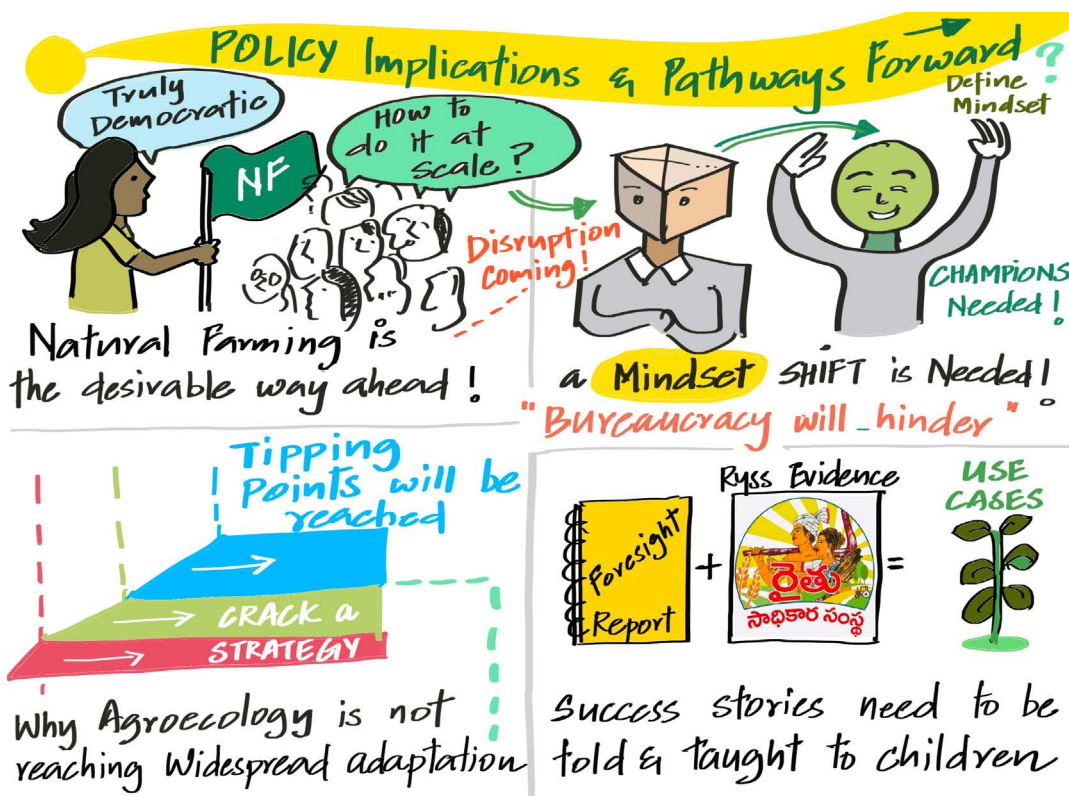 POLICY Implications & Pathways Forward ?
Truly
Democratic
NF
HOW to
do it at
scale?
Natural Farming is
the desirable way ahead!
Disruption
Coming!
Define
Mindset
CHAMPIONS
Needed!
a Mindset SHIFT is Needed!
"Bureaucracy will_hinder"
Tipping
Points will be
reached
CRACK a
STRATEGY
Why Agroecology is not
reaching Widespread adaptation
Foresight
Report
+
Ryss Evidence
రైతు
సాధికార సంస్థ
=
USE
CASES
Success stories need to be
told & taught to children